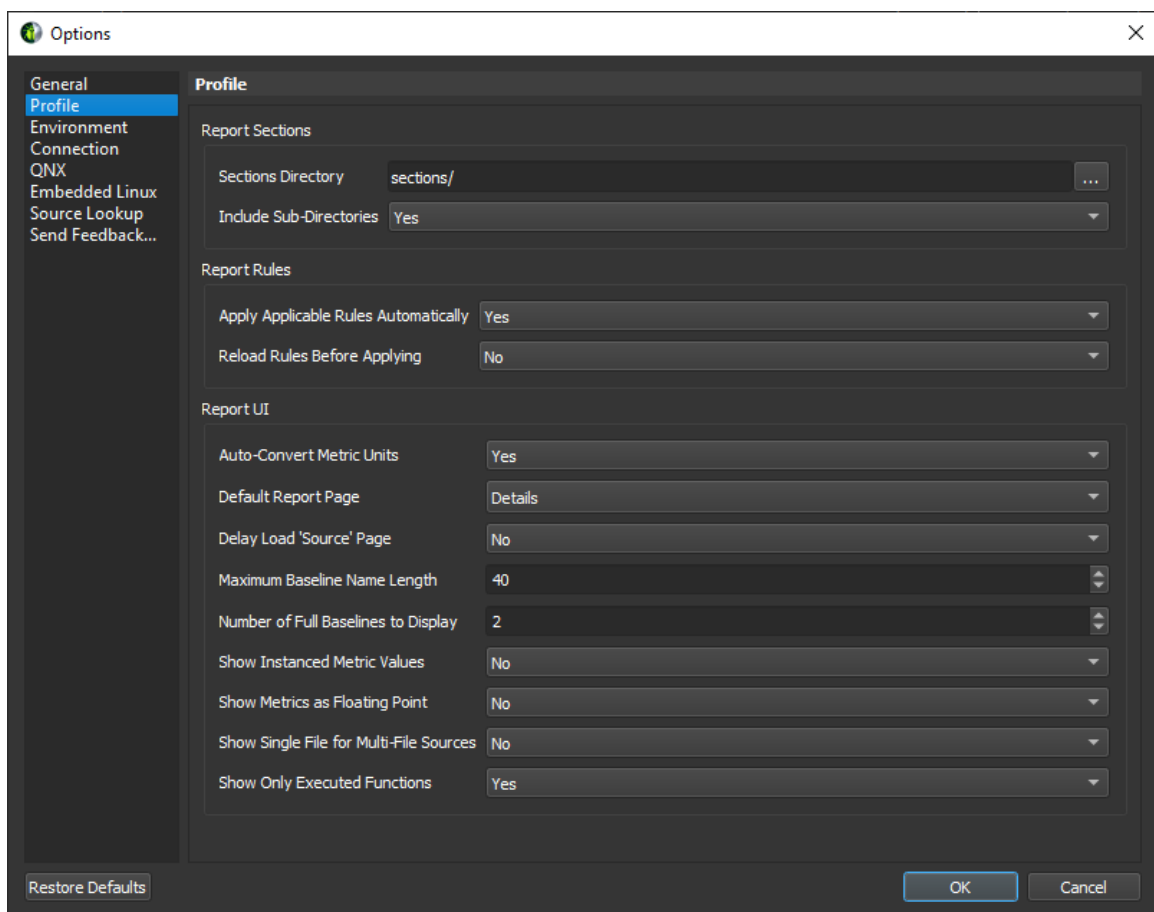 Options
General
Profile
Environment
Connection
QNX
Embedded Linux
Source Lookup
Send Feedback...
Profile
Report Sections
Sections Directory sections/ ...
Include Sub-Directories Yes
Report Rules
Apply Applicable Rules Automatically Yes
Reload Rules Before Applying No
Report UI
Auto-Convert Metric Units Yes
Default Report Page Details
Delay Load 'Source' Page No
Maximum Baseline Name Length 40
Number of Full Baselines to Display 2
Show Instanced Metric Values No
Show Metrics as Floating Point No
Show Single File for Multi-File Sources No
Show Only Executed Functions Yes
Restore Defaults OK Cancel